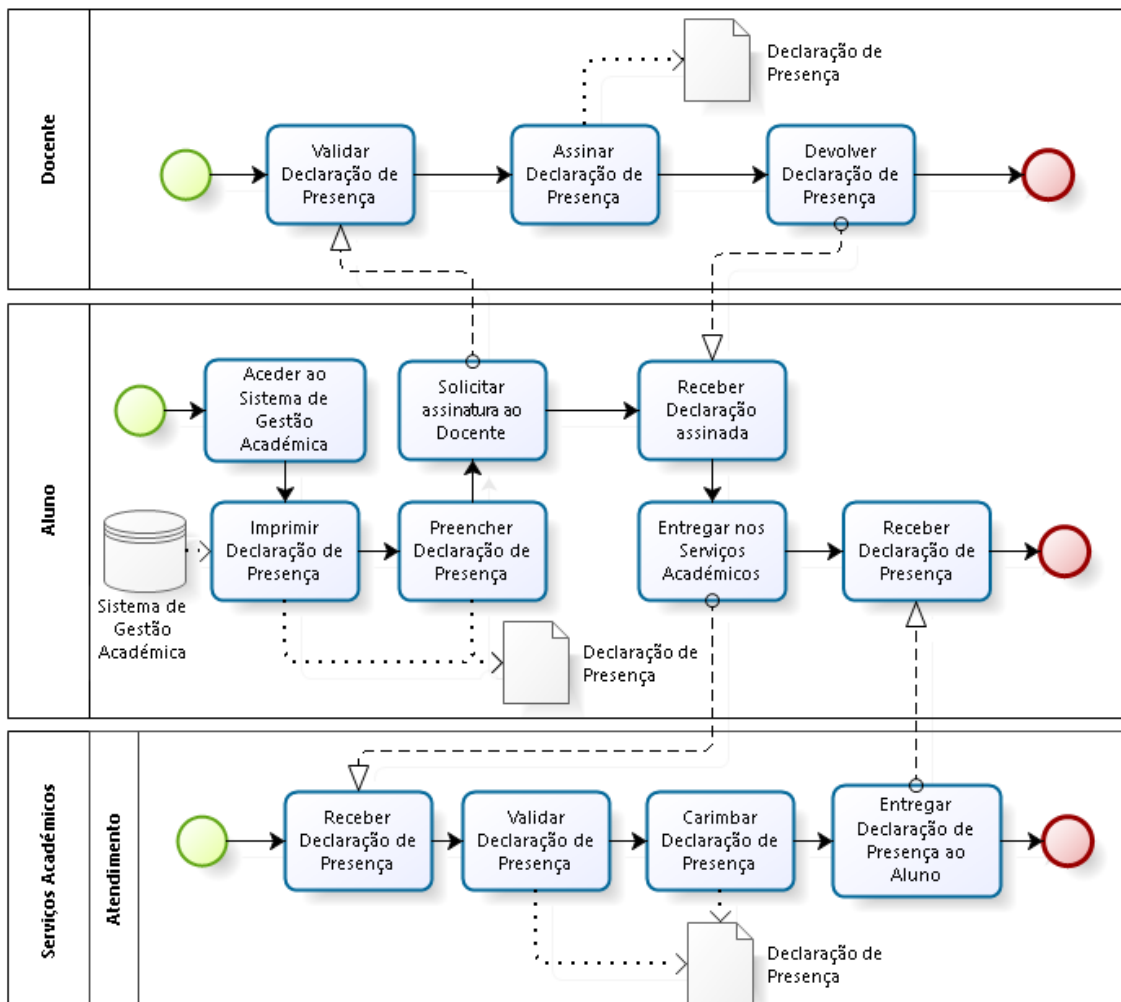 Docente
Declaração de
Presença
Validar
Declaração de
Presença
Assinar
Declaração de
Presença
Devolver
Declaração de
Presença
Aluno
Aceder ao
Sistema de
Gestão
Académica
Solicitar
assinatura ao
Docente
Receber
Declaração
assinada
Imprimir
Declaração de
Presença
Preencher
Declaração de
Presença
Entregar nos
Serviços
Académicos
Receber
Declaração de
Presença
Sistema de
Gestão
Académica
Declaração de
Presença
Serviços Académicos
Atendimento
Receber
Declaração de
Presença
Validar
Declaração de
Presença
Carimbar
Declaração de
Presença
Entregar
Declaração de
Presença ao
Aluno
Declaração de
Presença